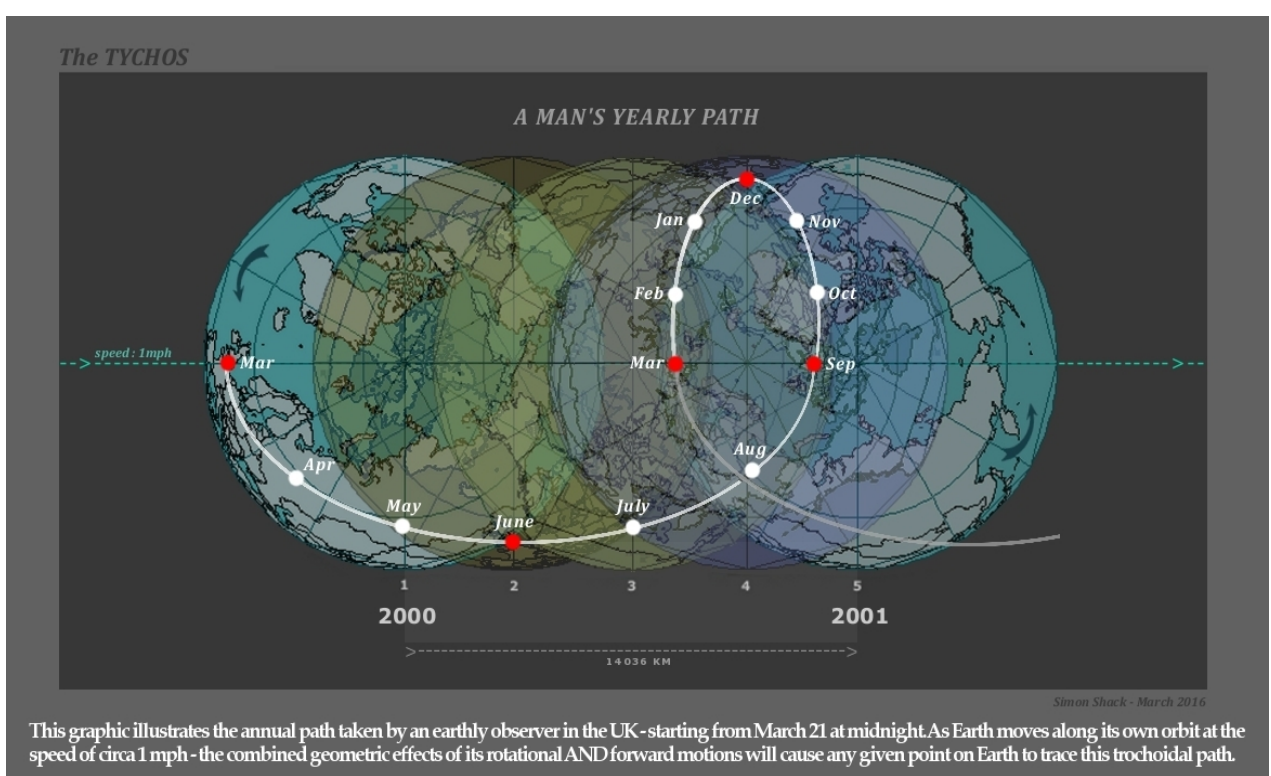 The TYCHOS
A MAN'S YEARLY PATH
Dec
Jan
Nov
Feb
Oct
speed: 1mph
Mar
Mar
Sep
Aug
Apr
May
June
July
1
2
3
4
5
2000
2001
14036 KM
Simon Shack - March 2016
This graphic illustrates the annual path taken by an earthly observer in the UK - starting from March 21 at midnight. As Earth moves along its own orbit at the
speed of circa 1 mph - the combined geometric effects of its rotational AND forward motions will cause any given point on Earth to trace this trochoidal path.